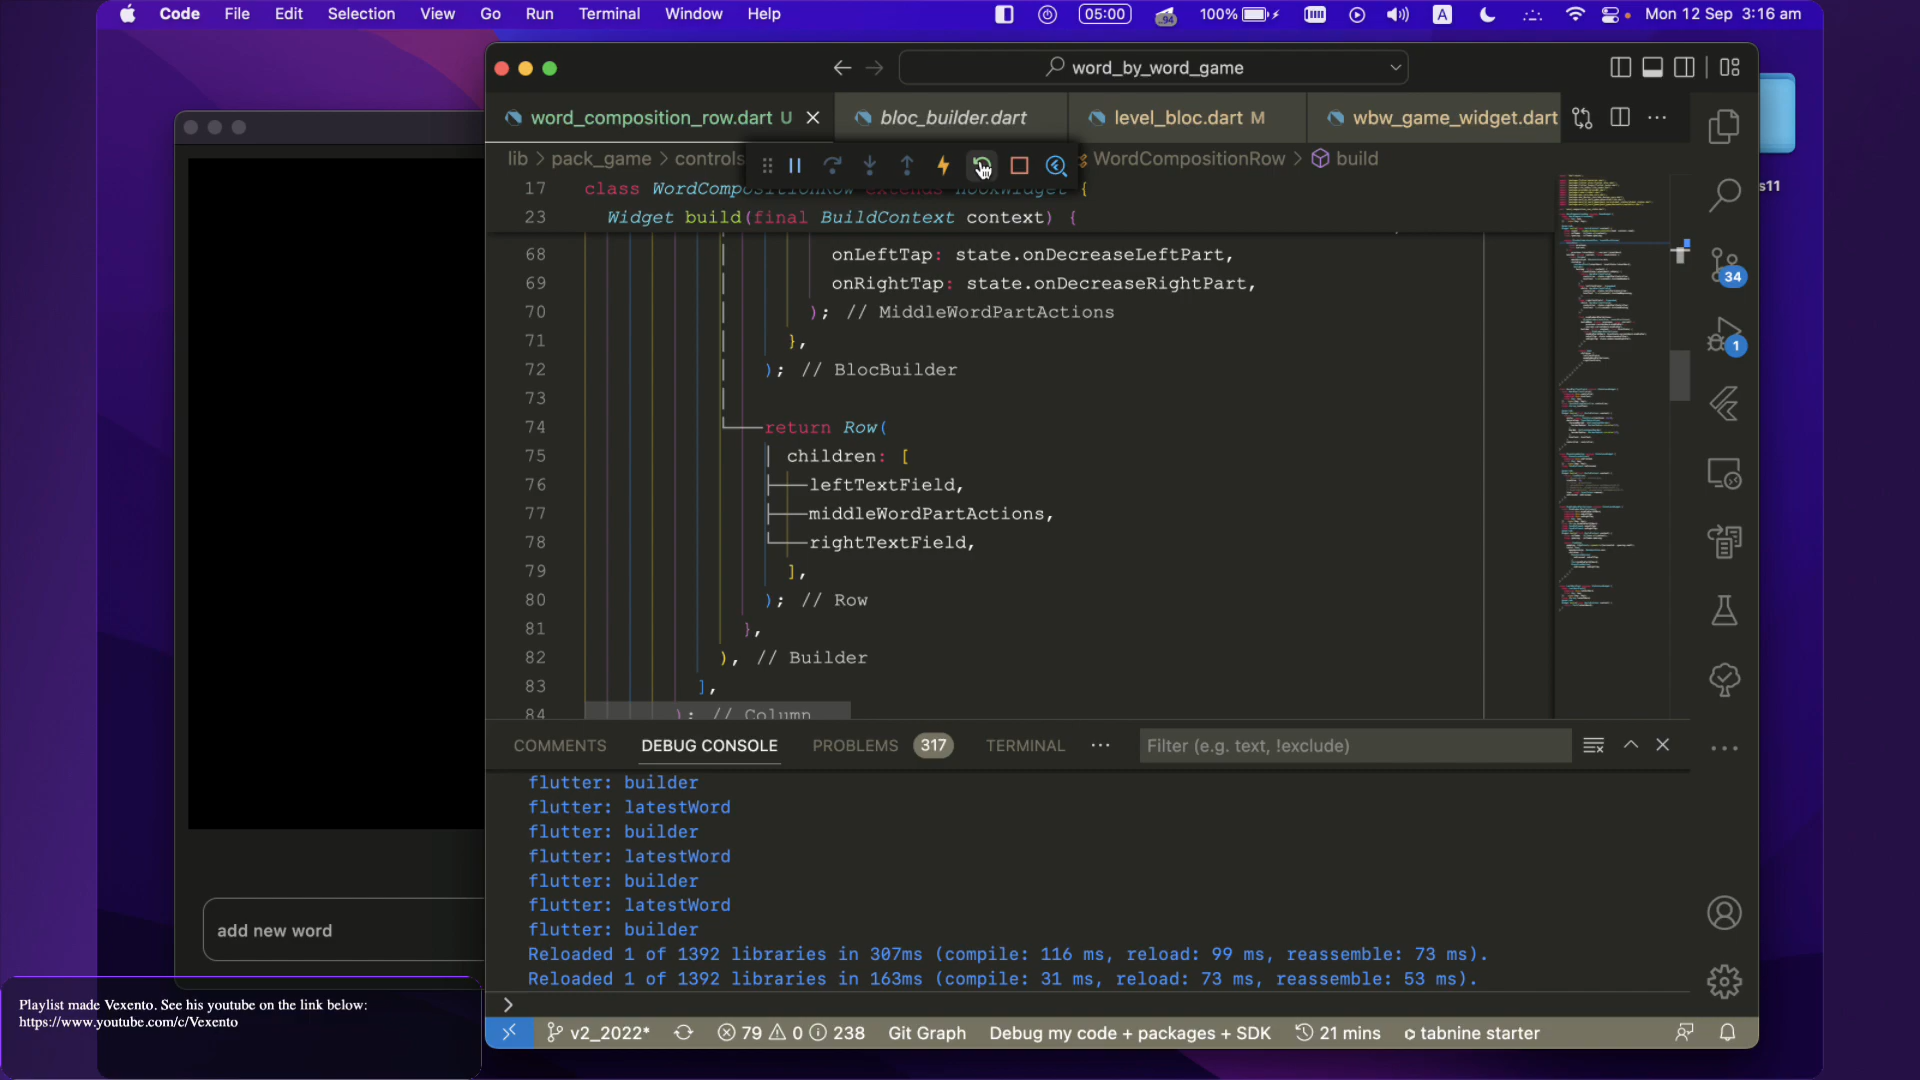 Code File Edit Selection View Go Run Terminal Window Help
05:00 .94 100% A Mon 12 Sep 3:16 am
word_by_word_game
word_composition_row.dart U
bloc_builder.dart
level_bloc.dart M
wbw_game_widget.dart
lib > pack_game > controls
WordCompositionRow > build
17 class WordCompositionRow extends HookWidget {
23 Widget build(final BuildContext context) {
68 onLeftTap: state.onDecreaseLeftPart,
69 onRightTap: state.onDecreaseRightPart,
70 ); // MiddleWordPartActions
71 },
72 ); // BlocBuilder
73
74 return Row(
75 children: [
76 leftTextField,
77 middleWordPartActions,
78 rightTextField,
79 ],
80 ); // Row
81 },
82 ), // Builder
83 ],
84 ); // Column
s11
34
1
COMMENTS DEBUG CONSOLE PROBLEMS 317 TERMINAL
Filter (e.g. text, !exclude)
flutter: builder
flutter: latestWord
flutter: builder
flutter: latestWord
flutter: builder
flutter: latestWord
flutter: builder
Reloaded 1 of 1392 libraries in 307ms (compile: 116 ms, reload: 99 ms, reassemble: 73 ms).
Reloaded 1 of 1392 libraries in 163ms (compile: 31 ms, reload: 73 ms, reassemble: 53 ms).
v2_2022* 79 0 238 Git Graph Debug my code + packages + SDK 21 mins tabnine starter
add new word
Playlist made Vexento. See his youtube on the link below:
https://www.youtube.com/c/Vexento